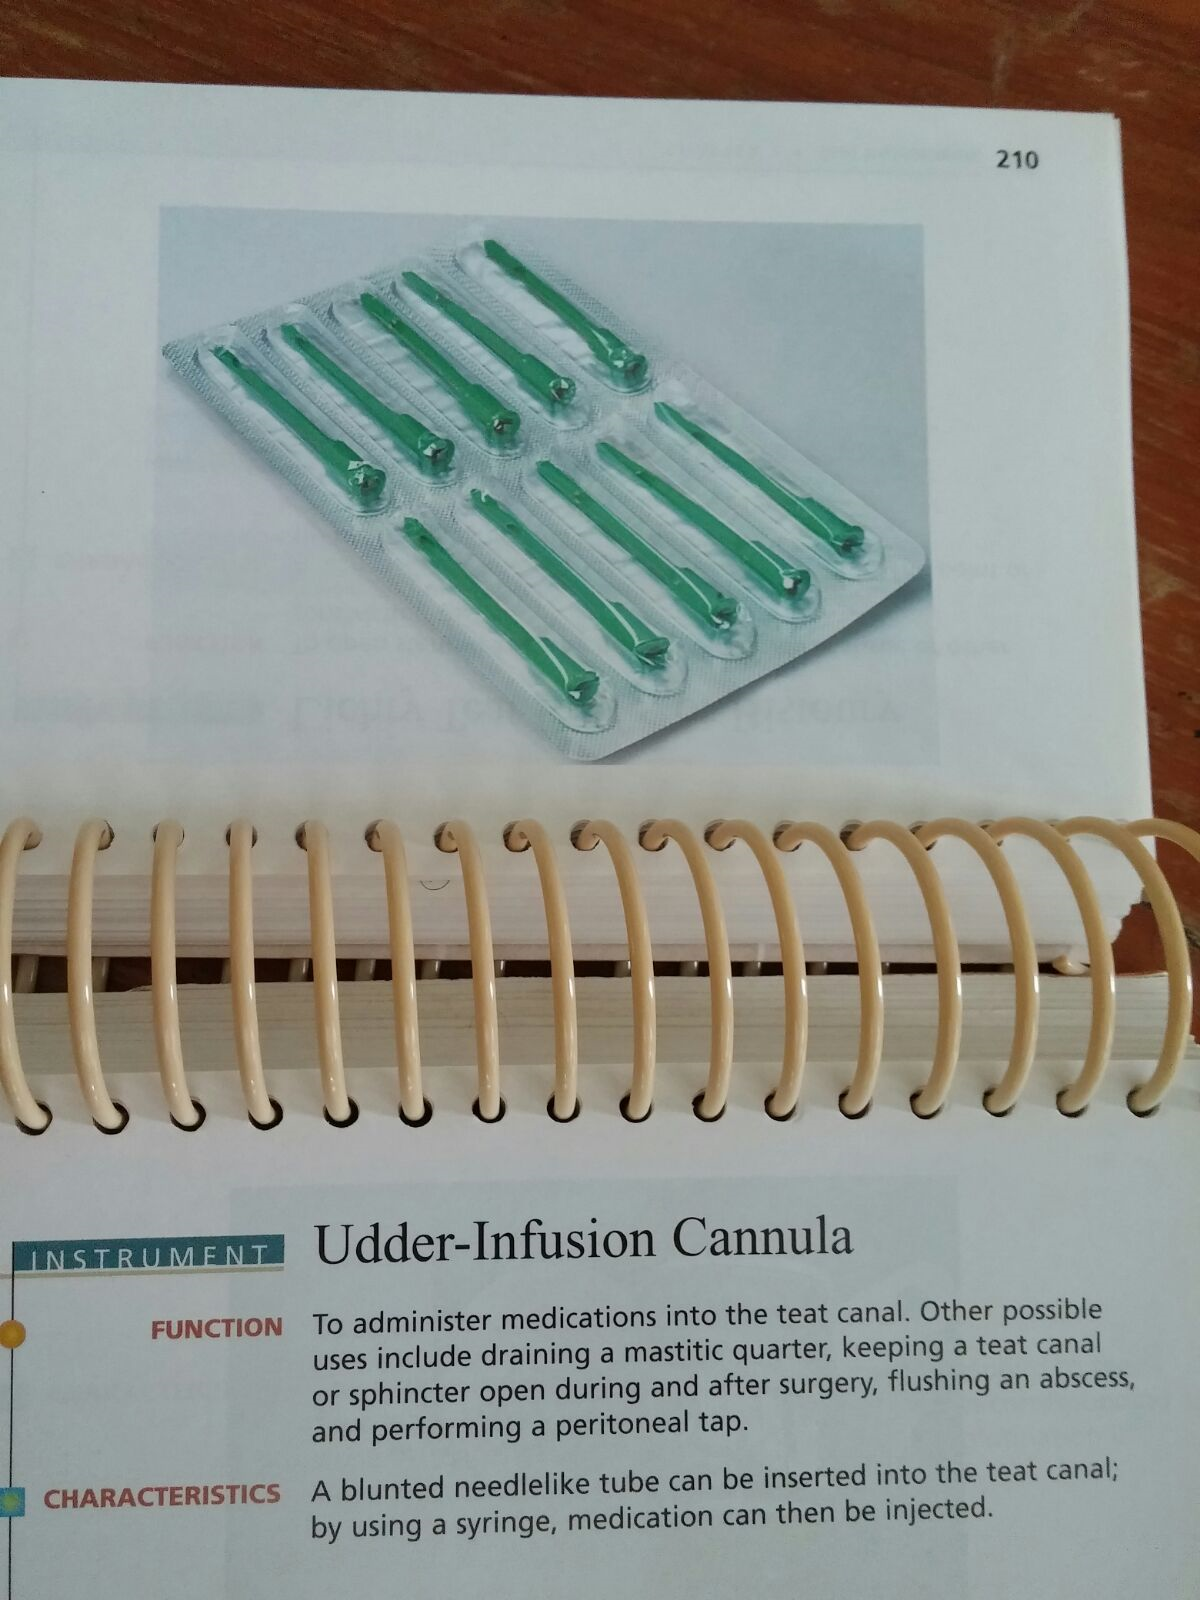 210
INSTRUMENT Udder-Infusion Cannula
FUNCTION To administer medications into the teat canal. Other possible
uses include draining a mastitic quarter, keeping a teat canal
or sphincter open during and after surgery, flushing an abscess,
and performing a peritoneal tap.
CHARACTERISTICS A blunted needlelike tube can be inserted into the teat canal;
by using a syringe, medication can then be injected.